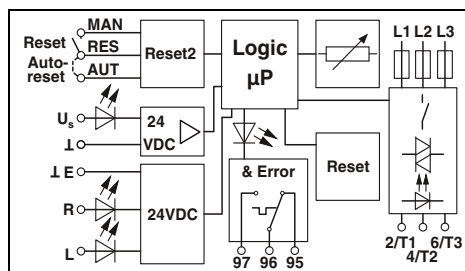 MAN
L1 L2 L3
Reset
RES
Reset2
Logic
µP
Auto-
reset
AUT
Us
24
VDC
⊥
⊥ E
& Error
Reset
R
24VDC
L
97 96 95
2/T1 6/T3
4/T2